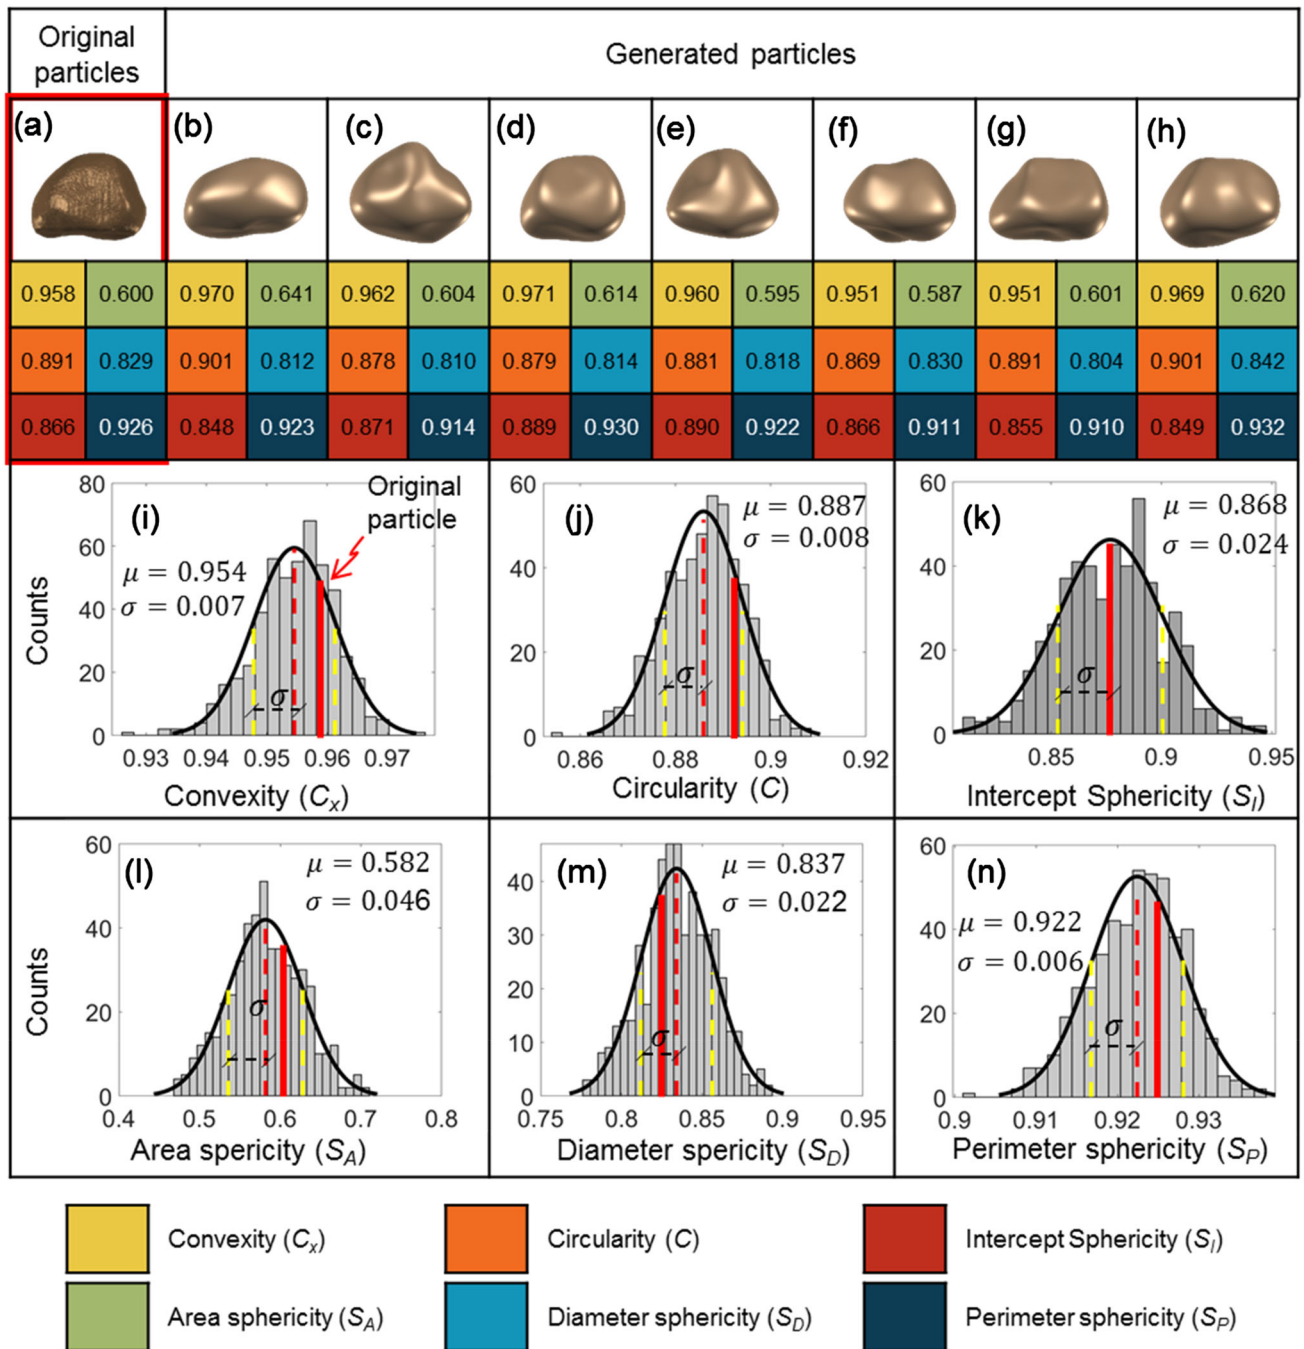 Original
particles
Generated particles
(a) (b) (c) (d) (e) (f) (g) (h)
0.958 0.600 0.970 0.641 0.962 0.604 0.971 0.614 0.960 0.595 0.951 0.587 0.951 0.601 0.969 0.620
0.891 0.829 0.901 0.812 0.878 0.810 0.879 0.814 0.881 0.818 0.869 0.830 0.891 0.804 0.901 0.842
0.866 0.926 0.848 0.923 0.871 0.914 0.889 0.930 0.890 0.922 0.866 0.911 0.855 0.910 0.849 0.932
(i)
Original
particle
μ = 0.954
σ = 0.007
σ
Counts
80
60
40
20
0
0.93 0.94 0.95 0.96 0.97
Convexity (Cx)
(j)
μ = 0.887
σ = 0.008
σ
60
40
20
0
0.86 0.88 0.9 0.92
Circularity (C)
(k)
μ = 0.868
σ = 0.024
σ
60
40
20
0
0.85 0.9 0.95
Intercept Sphericity (SI)
(l)
μ = 0.582
σ = 0.046
σ
Counts
60
40
20
0
0.4 0.5 0.6 0.7 0.8
Area spericity (SA)
(m)
μ = 0.837
σ = 0.022
σ
40
30
20
10
0
0.75 0.8 0.85 0.9 0.95
Diameter spericity (SD)
(n)
μ = 0.922
σ = 0.006
σ
60
40
20
0
0.9 0.91 0.92 0.93
Perimeter sphericity (SP)
Convexity (Cx)
Circularity (C)
Intercept Sphericity (SI)
Area sphericity (SA)
Diameter sphericity (SD)
Perimeter sphericity (SP)